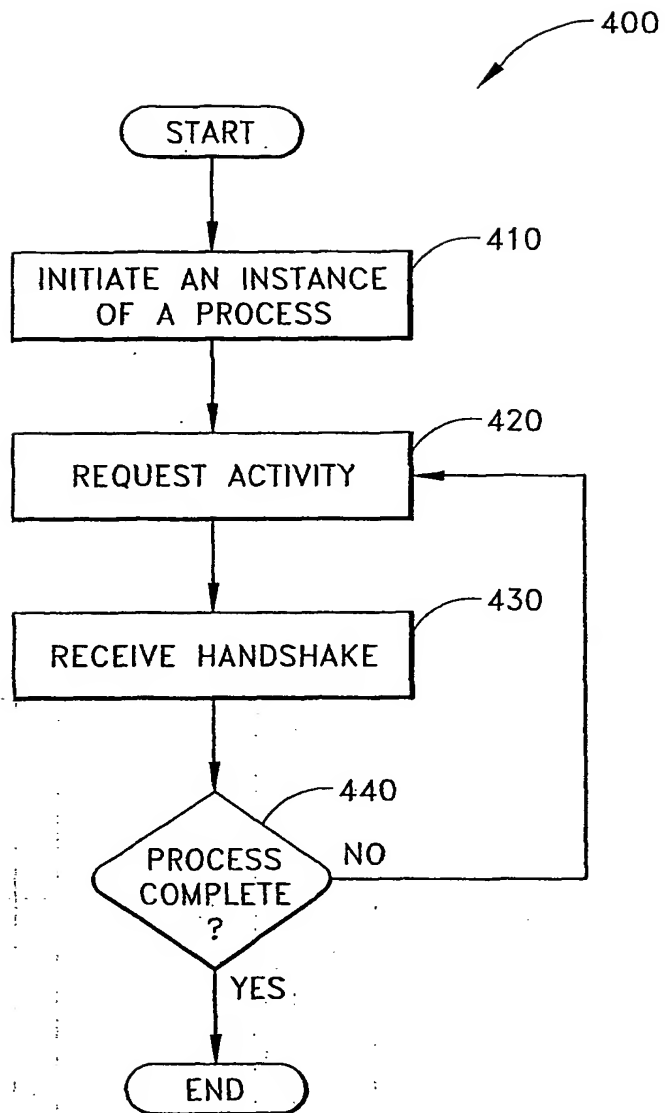 400
START
410
INITIATE AN INSTANCE
OF A PROCESS
420
REQUEST ACTIVITY
430
RECEIVE HANDSHAKE
440
PROCESS
COMPLETE
?
NO
YES
END